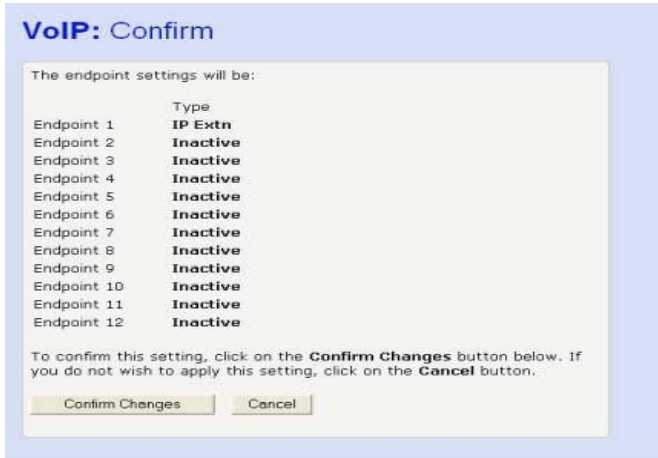 VoIP: Confirm
The endpoint settings will be:
Type
Endpoint 1 IP Extn
Endpoint 2 Inactive
Endpoint 3 Inactive
Endpoint 4 Inactive
Endpoint 5 Inactive
Endpoint 6 Inactive
Endpoint 7 Inactive
Endpoint 8 Inactive
Endpoint 9 Inactive
Endpoint 10 Inactive
Endpoint 11 Inactive
Endpoint 12 Inactive
To confirm this setting, click on the Confirm Changes button below. If
you do not wish to apply this setting, click on the Cancel button.
Confirm Changes Cancel